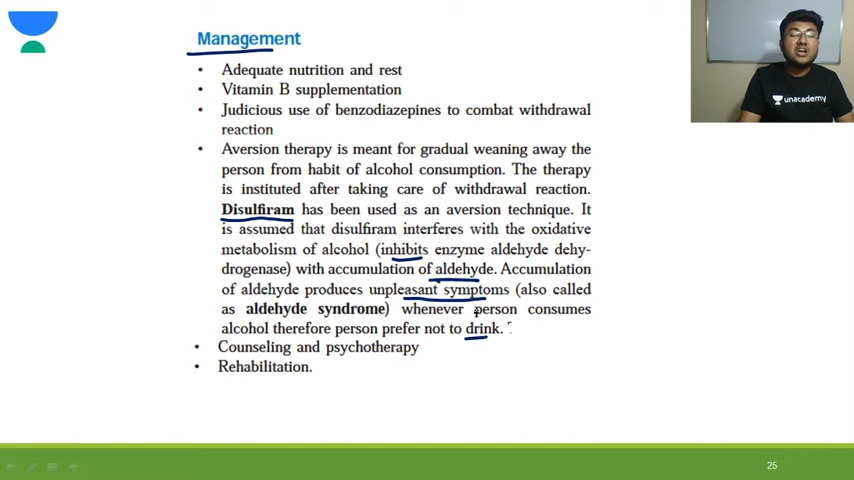 Management
• Adequate nutrition and rest
• Vitamin B supplementation
• Judicious use of benzodiazepines to combat withdrawal
reaction
• Aversion therapy is meant for gradual weaning away the
person from habit of alcohol consumption. The therapy
is instituted after taking care of withdrawal reaction.
Disulfiram has been used as an aversion technique. It
is assumed that disulfiram interferes with the oxidative
metabolism of alcohol (inhibits enzyme aldehyde dehy-
drogenase) with accumulation of aldehyde. Accumulation
of aldehyde produces unpleasant symptoms (also called
as aldehyde syndrome) whenever person consumes
alcohol therefore person prefer not to drink.
• Counseling and psychotherapy
• Rehabilitation.
unacademy
25